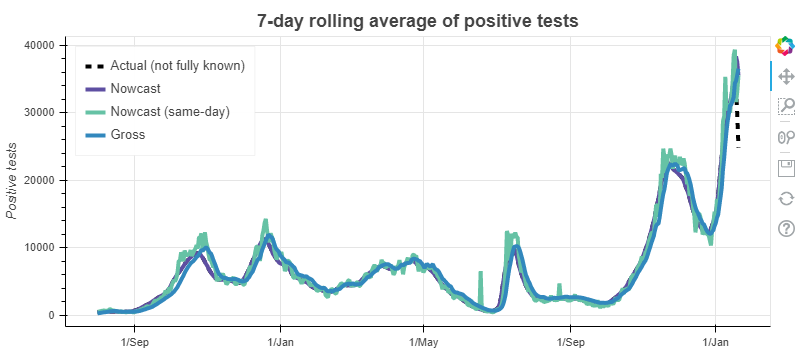 7-day rolling average of positive tests
40000
30000
20000
10000
0
Positive tests
Actual (not fully known)
Nowcast
Nowcast (same-day)
Gross
1/Sep
1/Jan
1/May
1/Sep
1/Jan